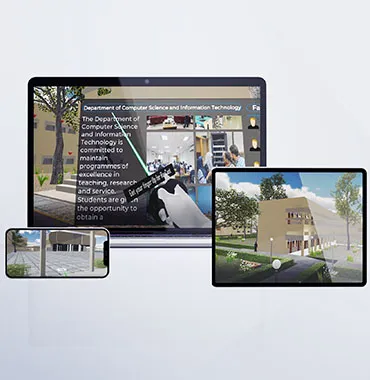 Department of Computer Science and Information Technology
Fa
The Department of
Computer Science
and Information
Technology is
committed to
maintain
programmes of
excellence in
teaching, research
and service.
Students are given
the opportunity to
obtain a